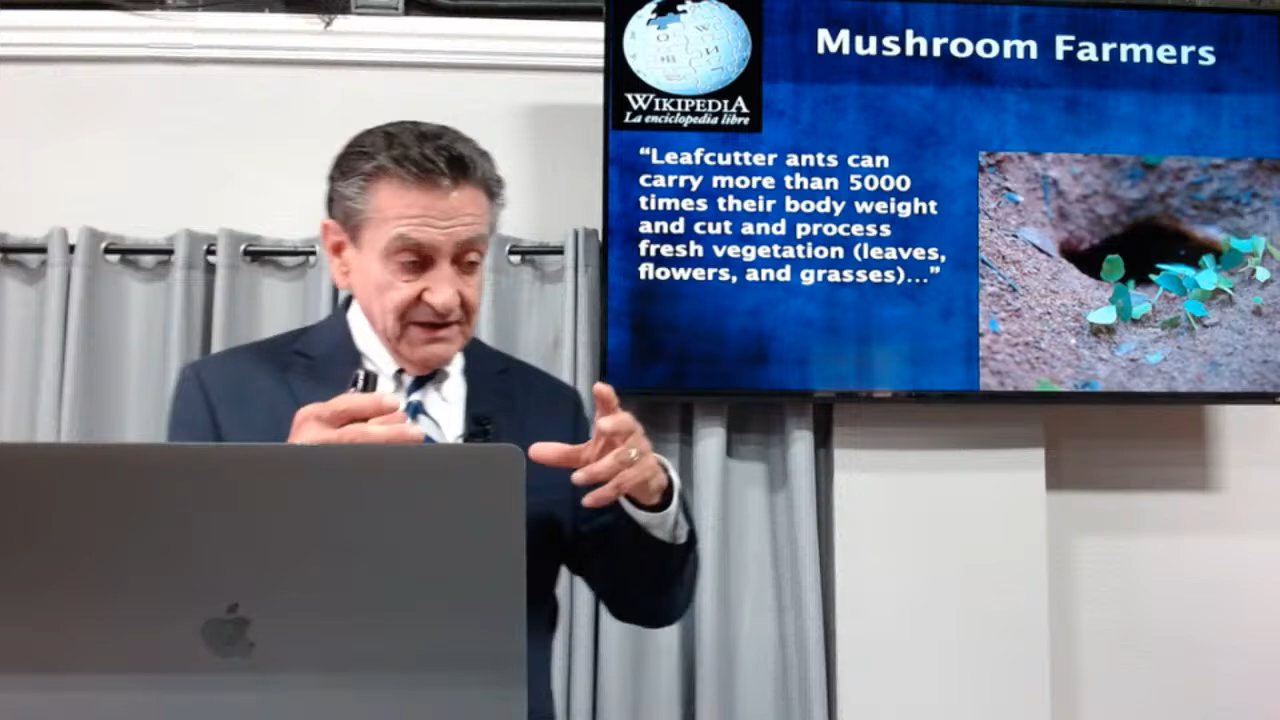 Mushroom Farmers
WIKIPEDIA
La enciclopedia libre
“Leafcutter ants can
carry more than 5000
times their body weight
and cut and process
fresh vegetation (leaves,
flowers, and grasses)...”